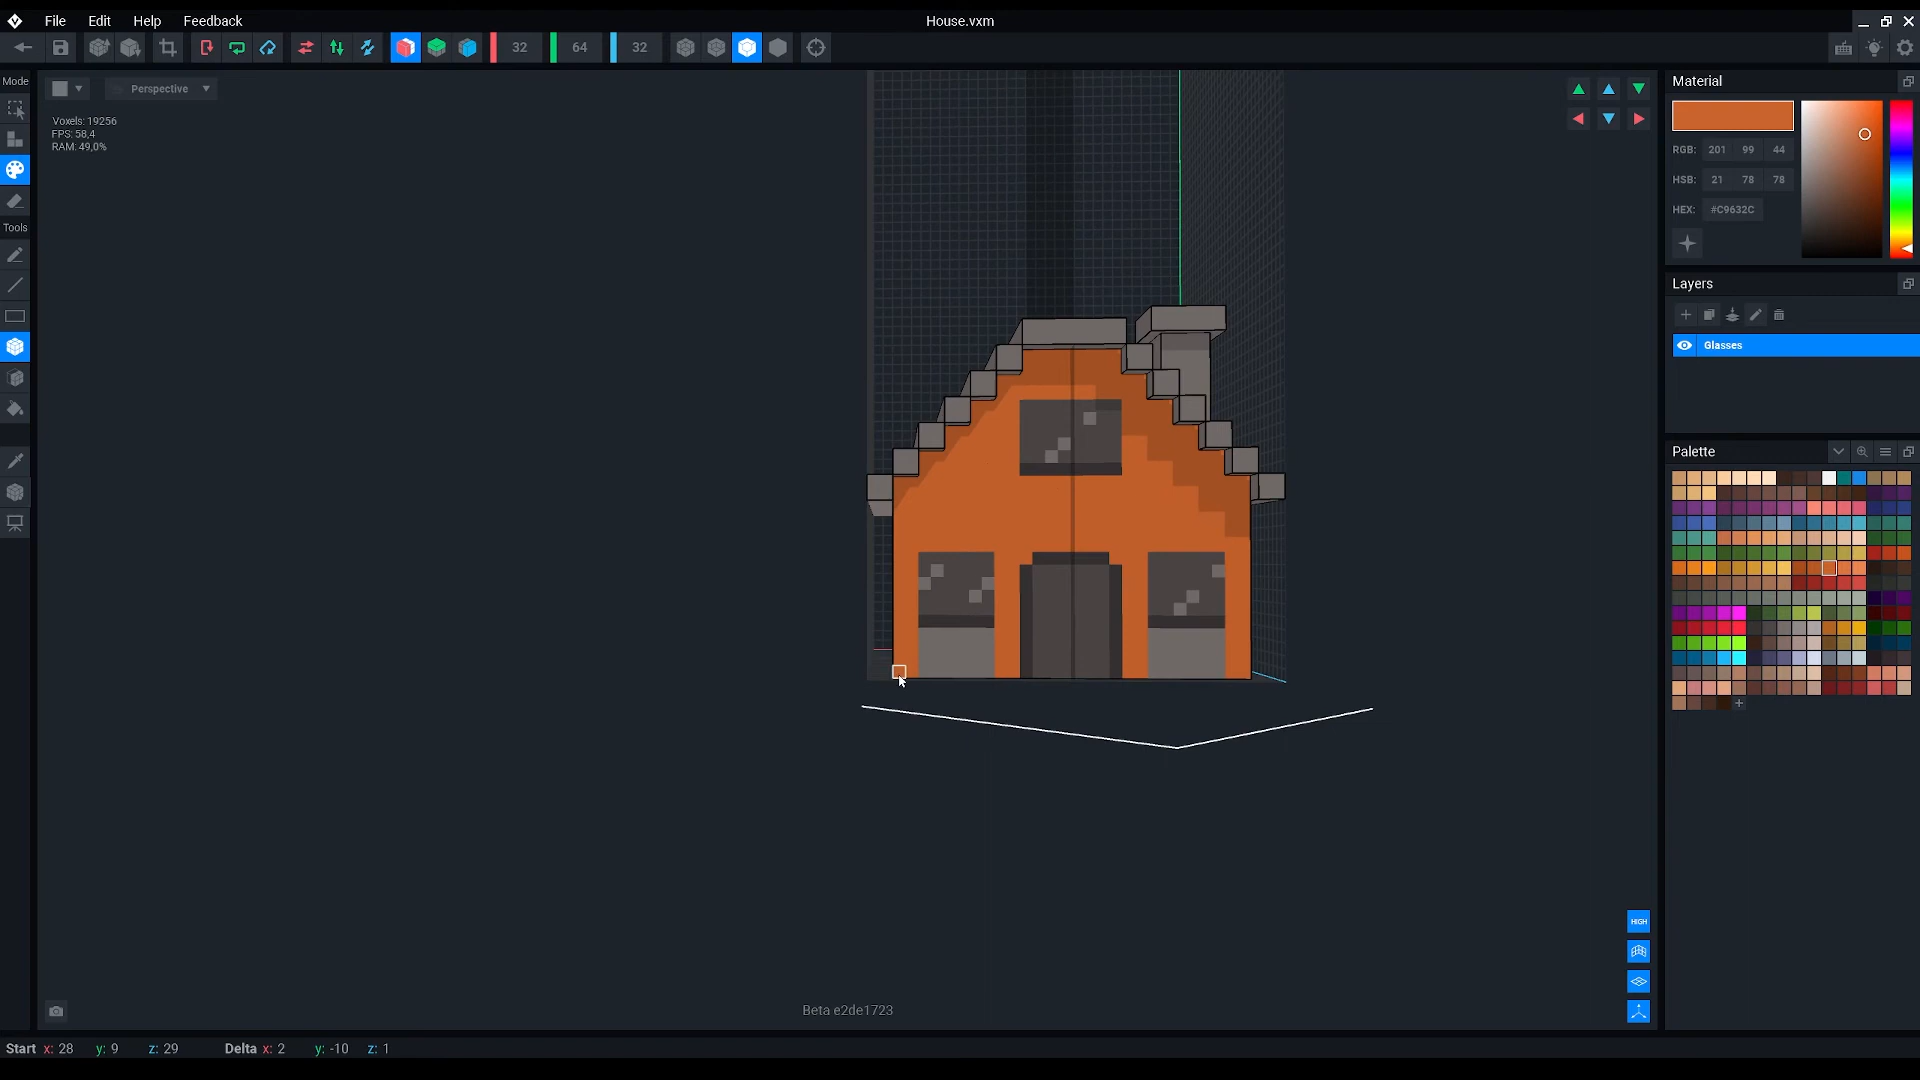 File Edit Help Feedback House.vxm
32 64 32
Mode
Perspective
Voxels: 19256
FPS: 58,4
RAM: 49,0%
Tools
Material
RGB: 201 99 44
HSB: 21 78 78
HEX: #C9632C
Layers
Glasses
Palette
HIGH
Beta e2de1723
Start x: 28 y: 9 z: 29 Delta x: 2 y: -10 z: 1